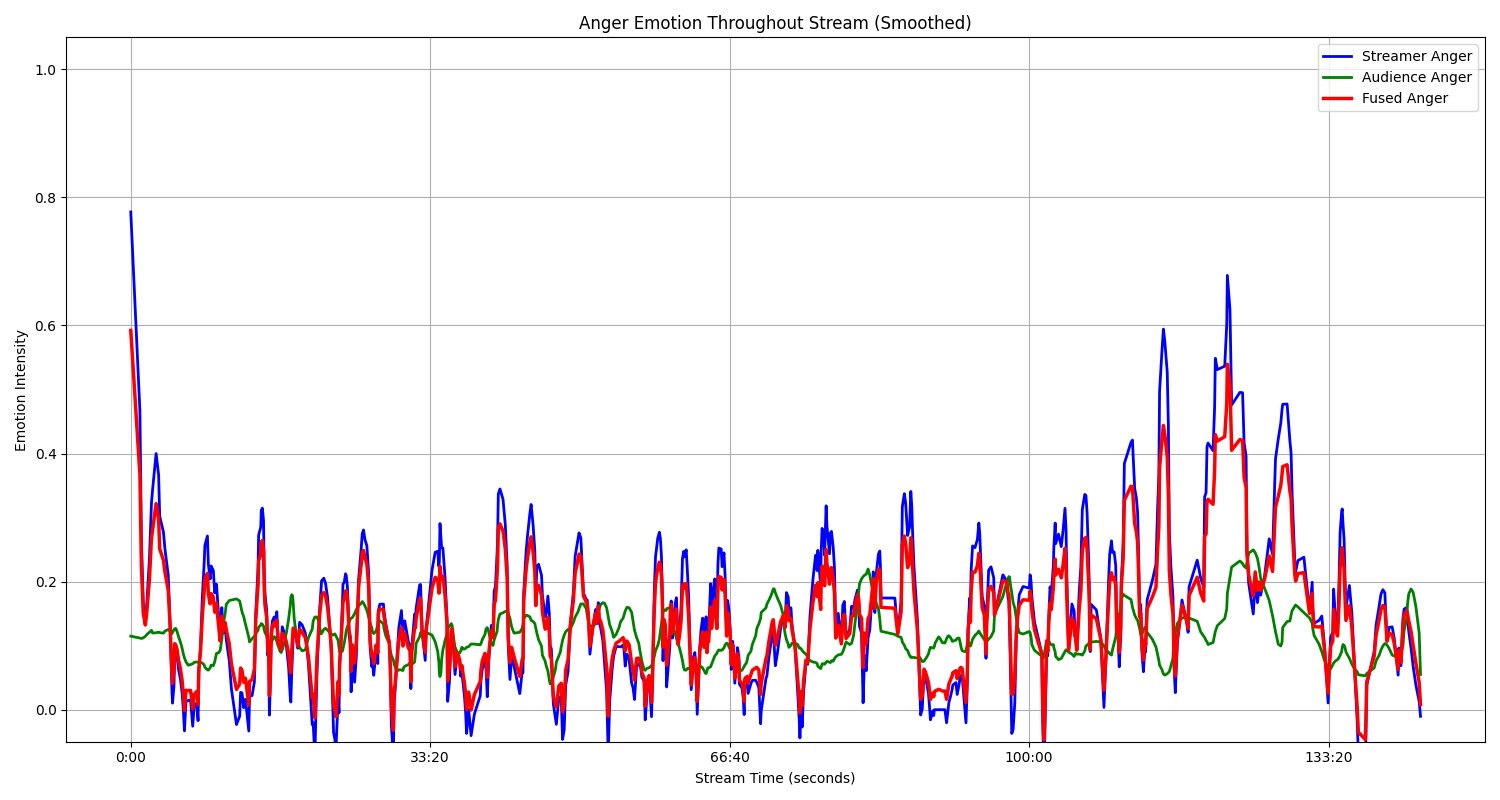 Anger Emotion Throughout Stream (Smoothed)
Streamer Anger
Audience Anger
Fused Anger
1.0
0.8
0.6
0.4
0.2
0.0
Emotion Intensity
0:00 33:20 66:40 100:00 133:20
Stream Time (seconds)